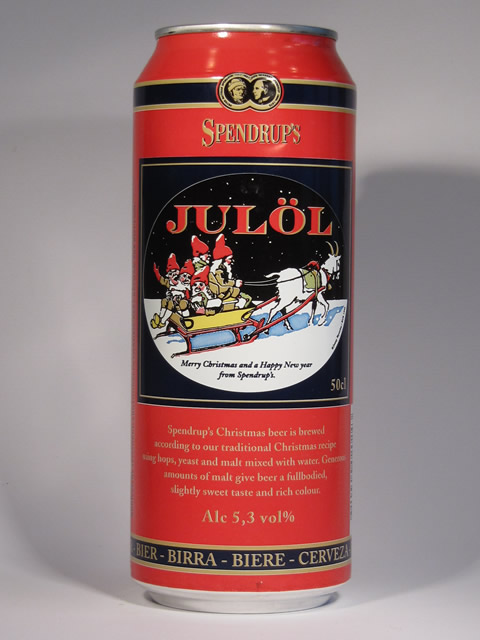 SPENDRUP'S
JULÖL
Merry Christmas and a Happy New year
from Spendrup's.
50cl
Spendrup's Christmas beer is brewed
according to our traditional Christmas recipe
using hops, yeast and malt mixed with water. Generous
amounts of malt give beer a fullbodied,
slightly sweet taste and rich colour.
Alc 5,3 vol%
BIER - BIRRA - BIERE - CERVEZA